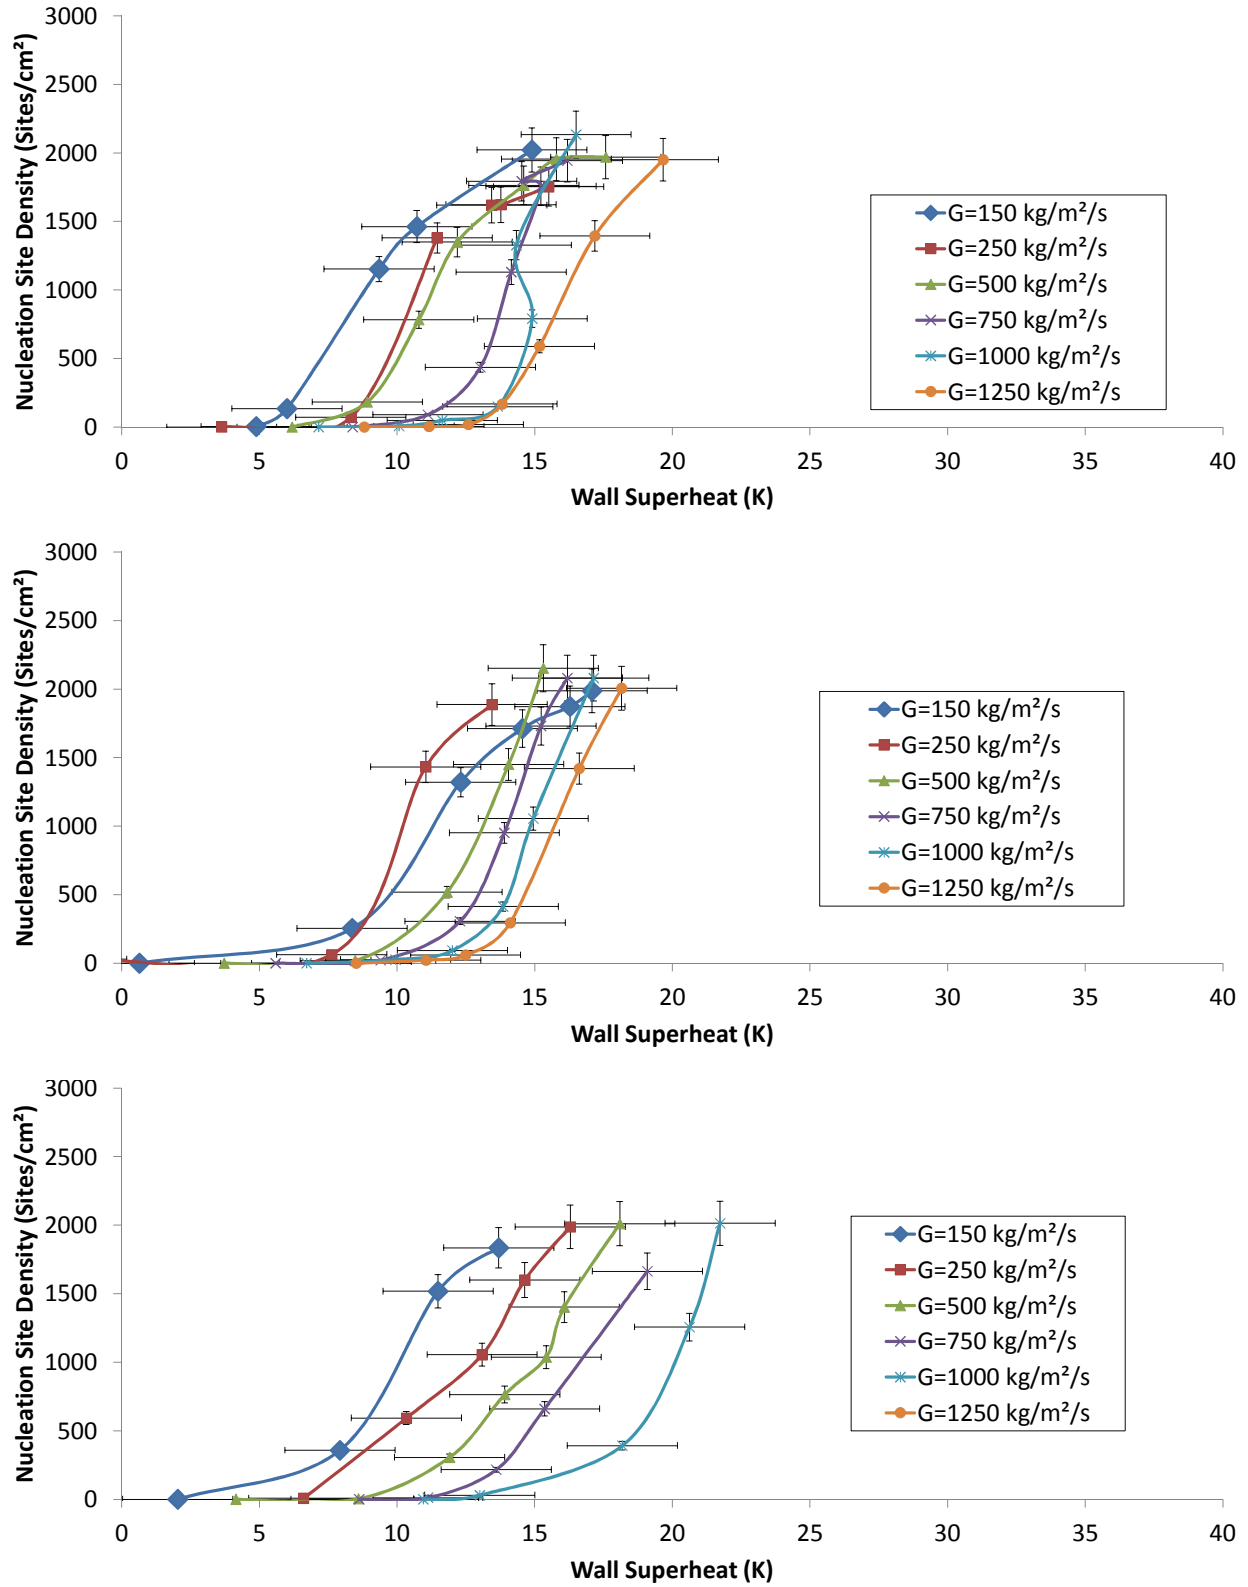 Nucleation Site Density (Sites/cm²)
3000
2500
2000
1500
1000
500
0
0 5 10 15 20 25 30 35 40
Wall Superheat (K)
G=150 kg/m²/s
G=250 kg/m²/s
G=500 kg/m²/s
G=750 kg/m²/s
G=1000 kg/m²/s
G=1250 kg/m²/s
Nucleation Site Density (Sites/cm²)
3000
2500
2000
1500
1000
500
0
0 5 10 15 20 25 30 35 40
Wall Superheat (K)
G=150 kg/m²/s
G=250 kg/m²/s
G=500 kg/m²/s
G=750 kg/m²/s
G=1000 kg/m²/s
G=1250 kg/m²/s
Nucleation Site Density (Sites/cm²)
3000
2500
2000
1500
1000
500
0
0 5 10 15 20 25 30 35 40
Wall Superheat (K)
G=150 kg/m²/s
G=250 kg/m²/s
G=500 kg/m²/s
G=750 kg/m²/s
G=1000 kg/m²/s
G=1250 kg/m²/s